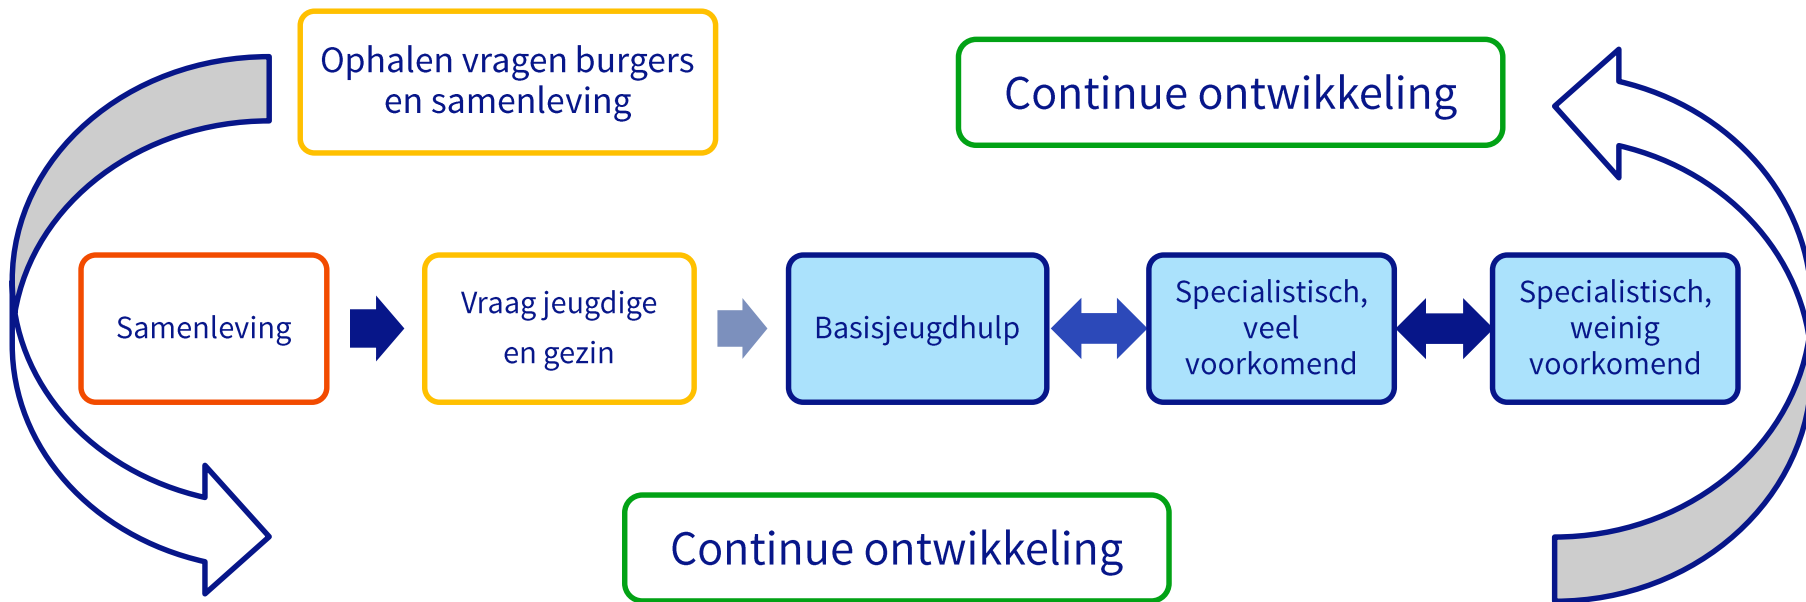 Ophalen vragen burgers
en samenleving
Continue ontwikkeling
Samenleving
Vraag jeugdige
en gezin
Basisjeugdhulp
Specialistisch,
veel
voorkomend
Specialistisch,
weinig
voorkomend
Continue ontwikkeling